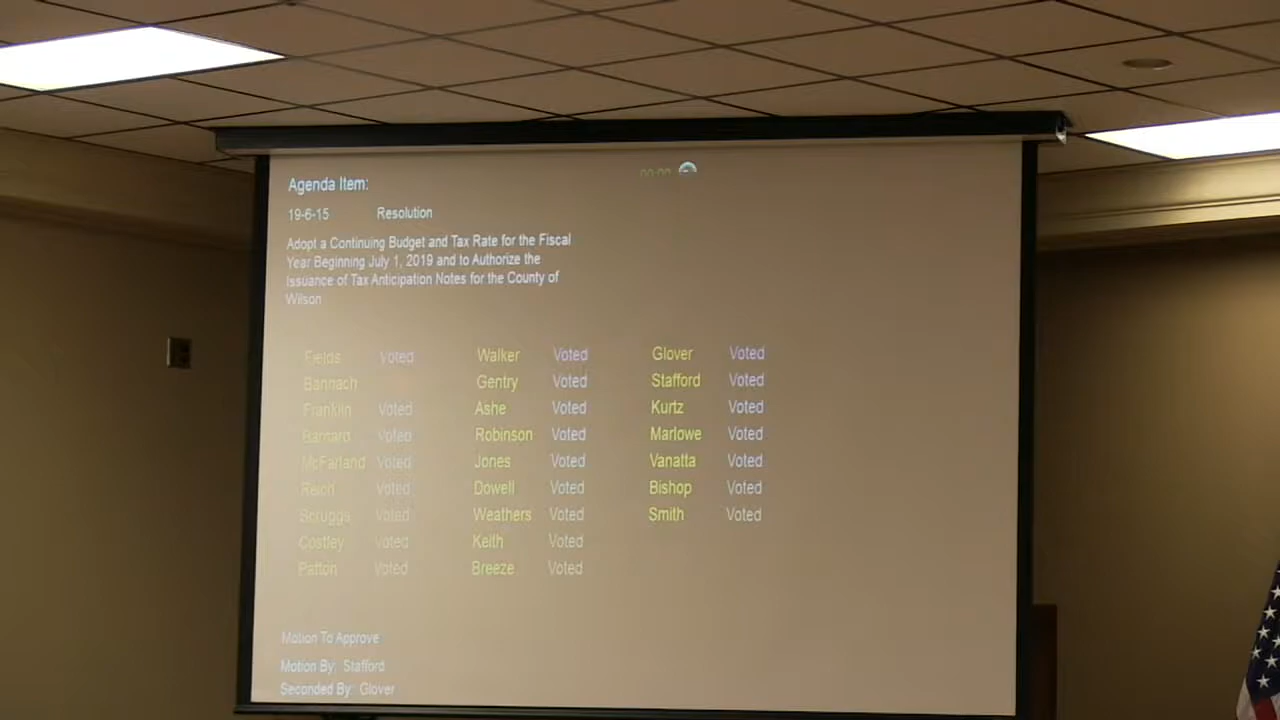 00:00
Agenda Item:
19-6-15 Resolution
Adopt a Continuing Budget and Tax Rate for the Fiscal
Year Beginning July 1, 2019 and to Authorize the
Issuance of Tax Anticipation Notes for the County of
Wilson
Fields Voted Walker Voted Glover Voted
Bannach Gentry Voted Stafford Voted
Franklin Voted Ashe Voted Kurtz Voted
Barnard Voted Robinson Voted Marlowe Voted
McFarland Voted Jones Voted Vanatta Voted
Reich Voted Dowell Voted Bishop Voted
Scruggs Voted Weathers Voted Smith Voted
Costley Voted Keith Voted
Patton Voted Breeze Voted
Motion To Approve
Motion By: Stafford
Seconded By: Glover